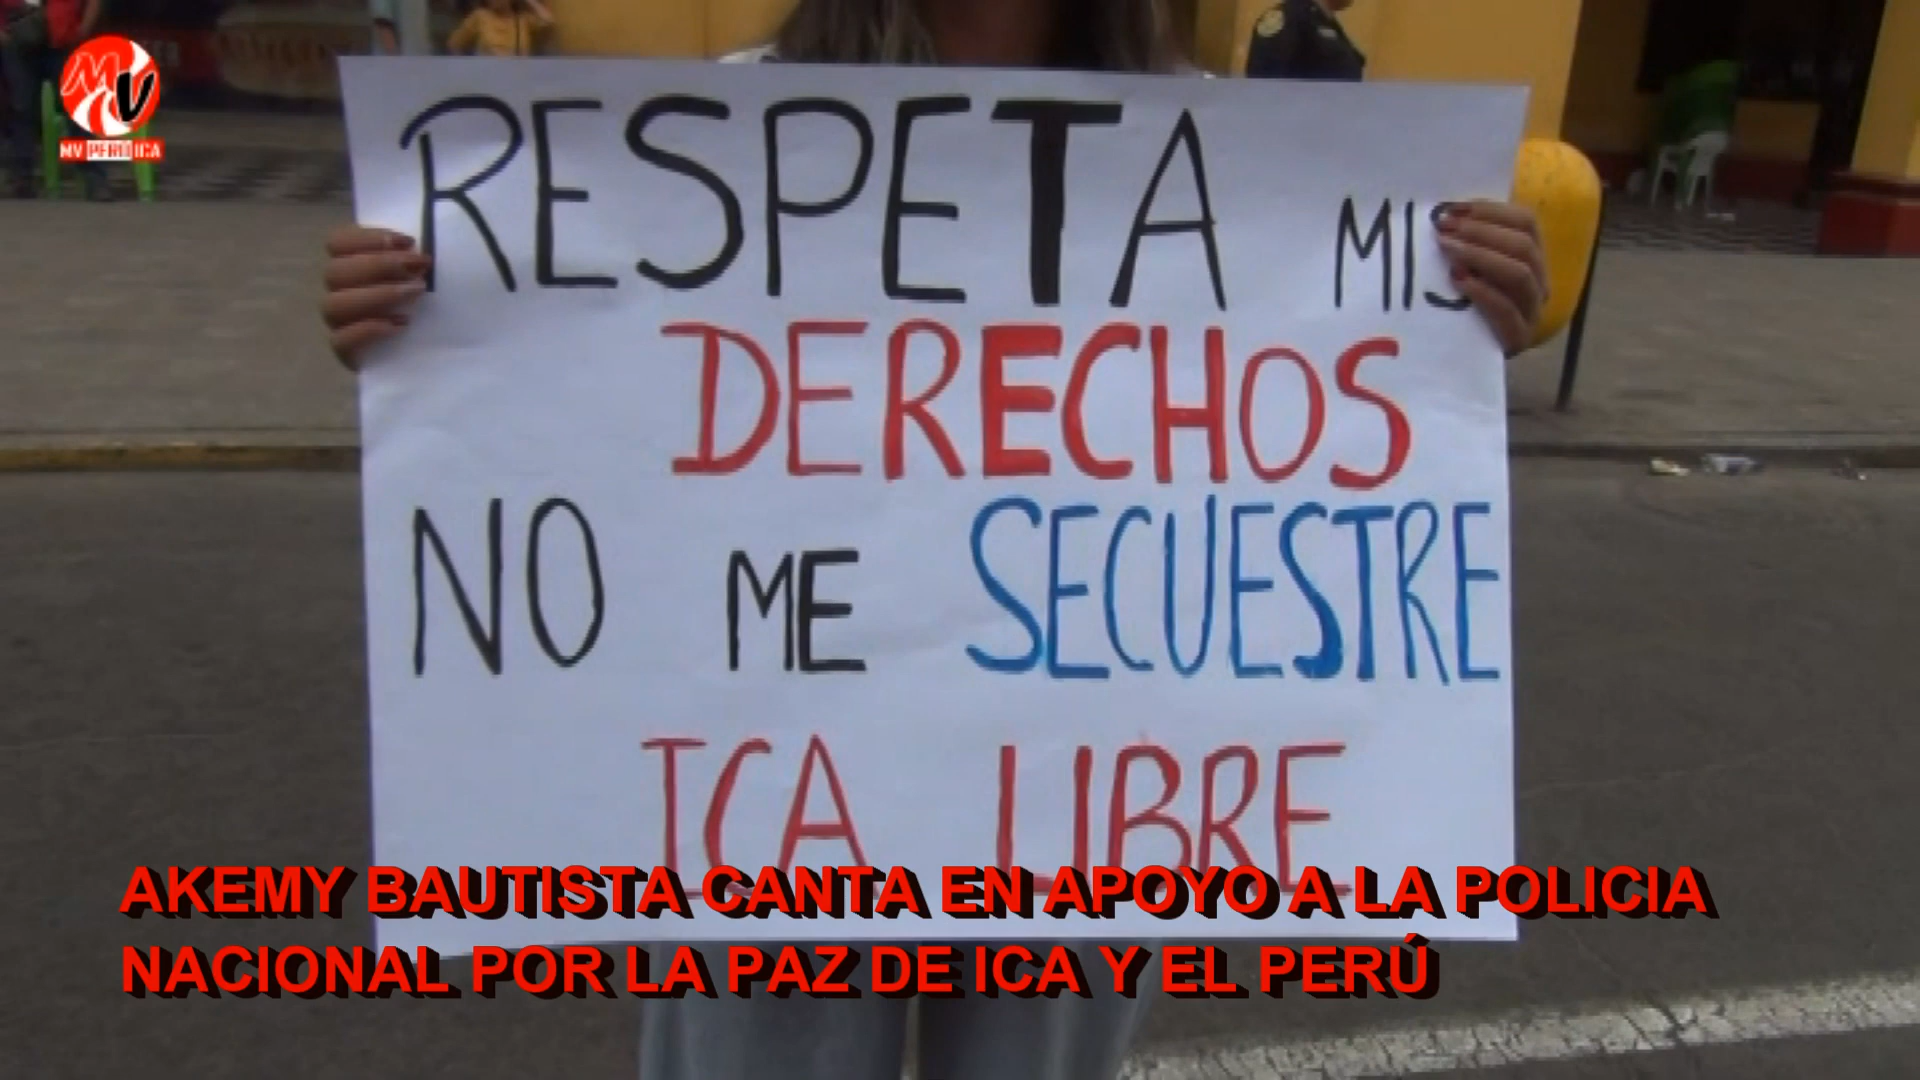 MV
MV PERÚ ICA
RESPETA MIS
DERECHOS
NO ME SECUESTRE
ICA LIBRE
AKEMY BAUTISTA CANTA EN APOYO A LA POLICIA
NACIONAL POR LA PAZ DE ICA Y EL PERÚ